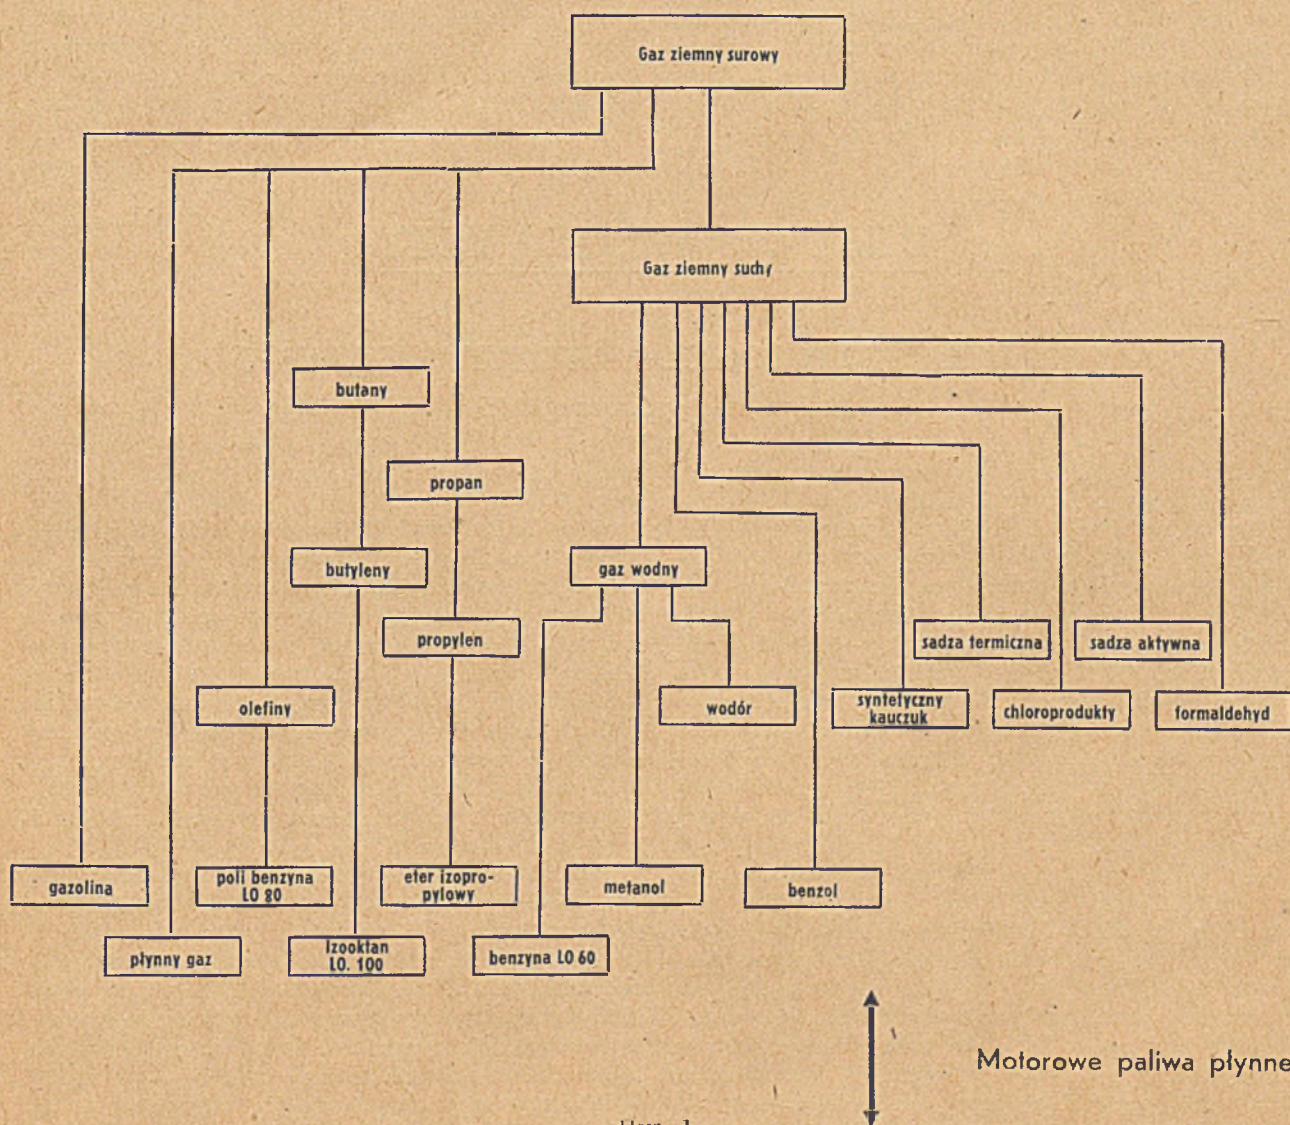 Gaz ziemny surowy
Gaz ziemny suchy
butany
propan
butyleny
gaz wodny
propylen
sadza termiczna
sadza aktywna
olefiny
wodór
syntetyczny
kauczuk
chloroprodukty
formaldehyd
gazolina
poli benzyna
LO 80
eter izopro-
pylowy
metanol
benzol
płynny gaz
Izooktan
LO. 100
benzyna LO 60
Motorowe paliwa płynne